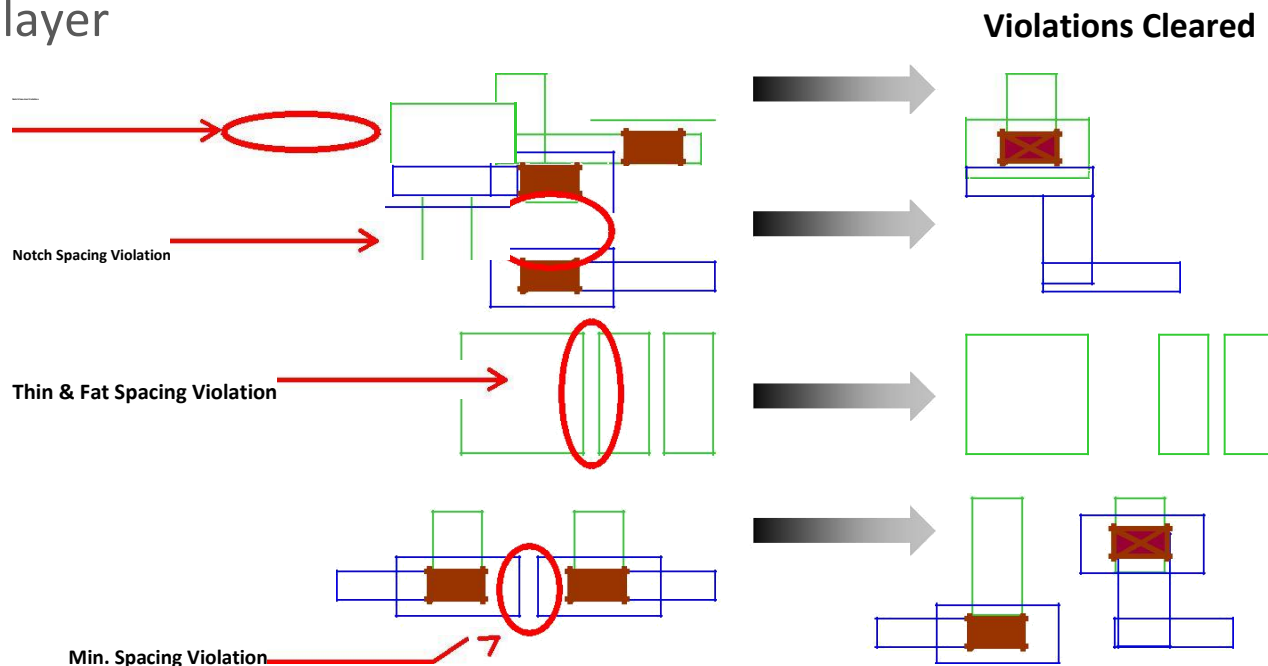 layer
Violations Cleared
Notch Spacing Violation
Thin & Fat Spacing Violation
Min. Spacing Violation